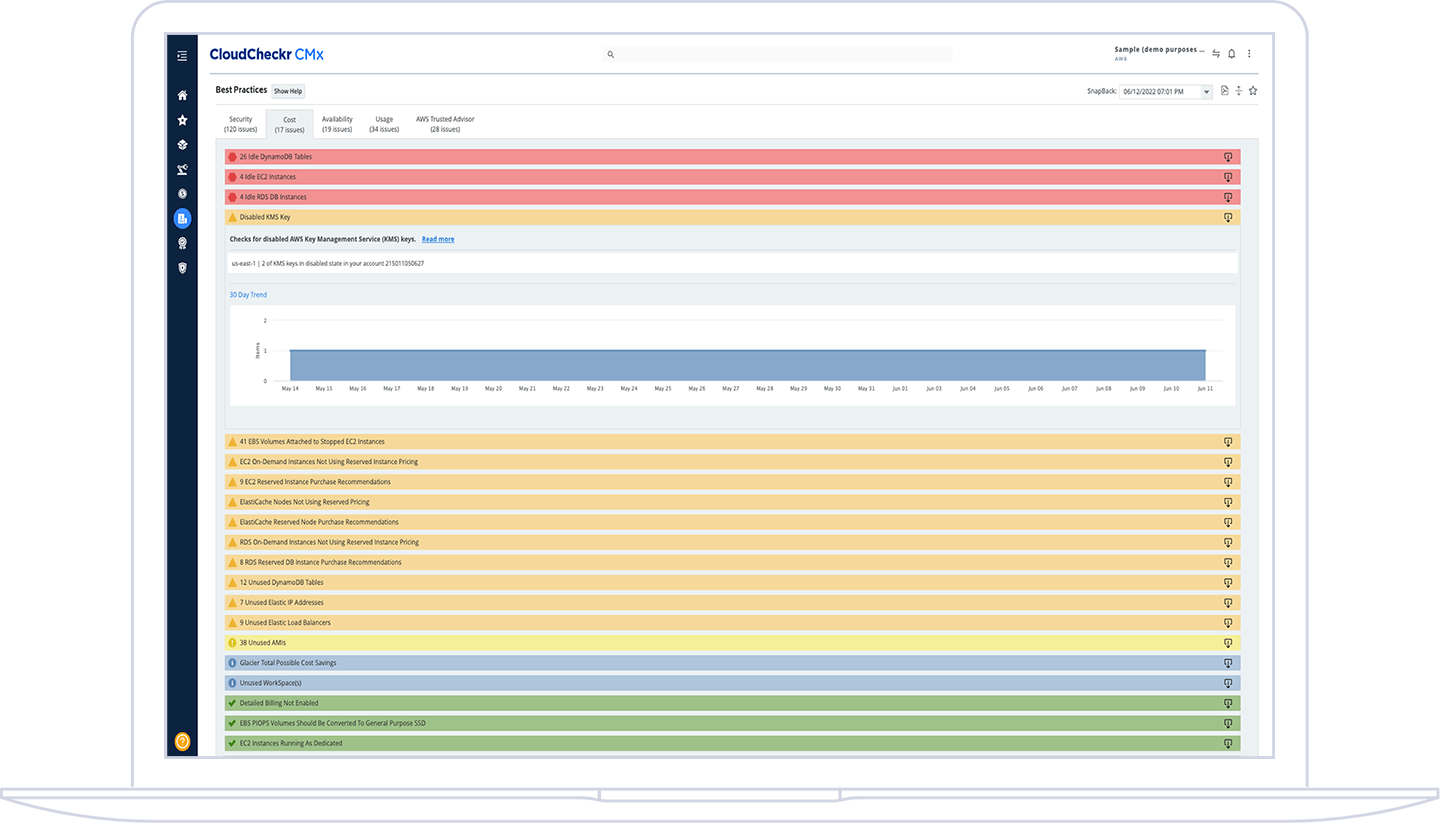 CloudCheckr CMx
Sample (demo purposes ...
AWS
Best Practices Show Help
SnapBack: 06/12/2022 07:01 PM
Security Cost Availability Usage AWS Trusted Advisor
(120 issues) (17 issues) (19 issues) (34 issues) (28 issues)
26 Idle DynamoDB Tables
4 Idle EC2 Instances
4 Idle RDS DB Instances
Disabled KMS Key
Checks for disabled AWS Key Management Service (KMS) keys. Read more
us-east-1 | 2 of KMS keys in disabled state in your account 215011050627
30 Day Trend
2
Items
1
0
May 14 May 15 May 16 May 17 May 18 May 19 May 20 May 21 May 22 May 23 May 24 May 25 May 26 May 27 May 28 May 29 May 30 May 31 Jun 01 Jun 03 Jun 04 Jun 05 Jun 06 Jun 07 Jun 08 Jun 09 Jun 10 Jun 11
41 EBS Volumes Attached to Stopped EC2 Instances
EC2 On-Demand Instances Not Using Reserved Instance Pricing
9 EC2 Reserved Instance Purchase Recommendations
ElastiCache Nodes Not Using Reserved Pricing
ElastiCache Reserved Node Purchase Recommendations
RDS On-Demand Instances Not Using Reserved Instance Pricing
8 RDS Reserved DB Instance Purchase Recommendations
12 Unused DynamoDB Tables
7 Unused Elastic IP Addresses
9 Unused Elastic Load Balancers
38 Unused AMIs
Glacier Total Possible Cost Savings
Unused WorkSpace(s)
Detailed Billing Not Enabled
EBS PIOPS Volumes Should Be Converted To General Purpose SSD
EC2 Instances Running As Dedicated